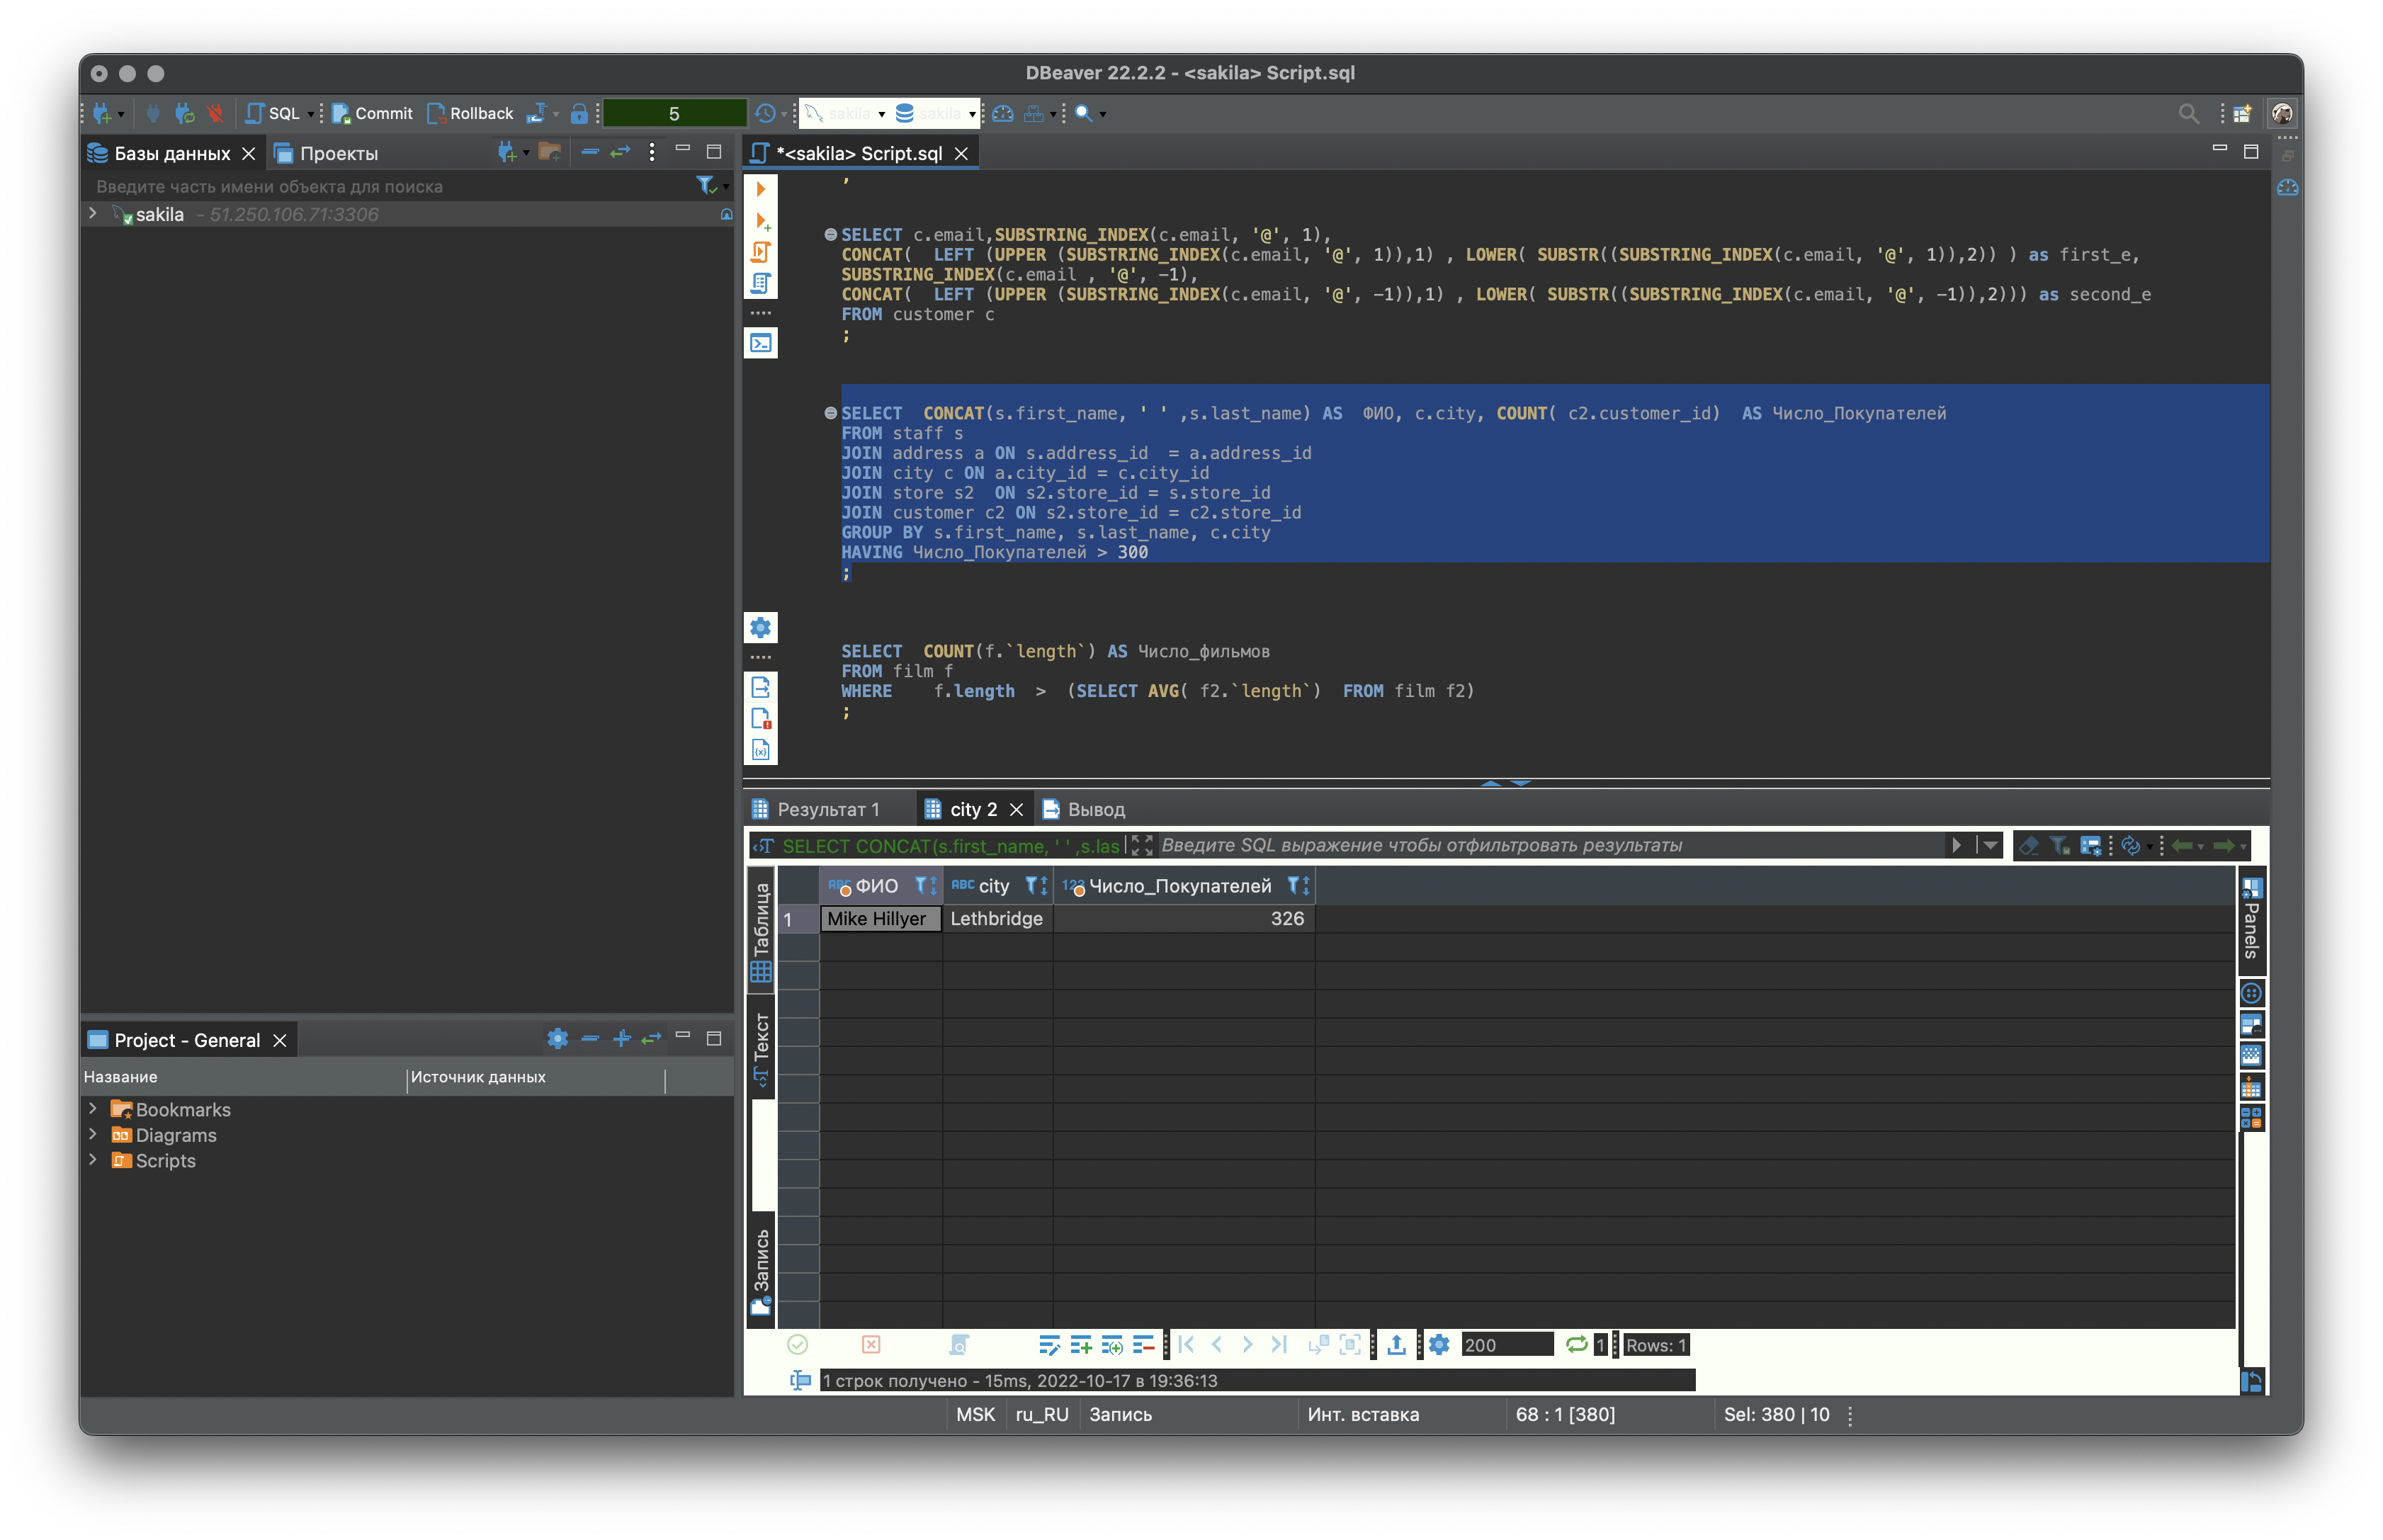 DBeaver 22.2.2 - <sakila> Script.sql
SQL Commit Rollback 5 sakila sakila
Базы данных Проекты
*<sakila> Script.sql
Введите часть имени объекта для поиска
sakila - 51.250.106.71:3306
;
SELECT c.email,SUBSTRING_INDEX(c.email, '@', 1),
CONCAT(  LEFT (UPPER (SUBSTRING_INDEX(c.email, '@', 1)),1) , LOWER( SUBSTR((SUBSTRING_INDEX(c.email, '@', 1)),2)) ) as first_e,
SUBSTRING_INDEX(c.email , '@', -1),
CONCAT(  LEFT (UPPER (SUBSTRING_INDEX(c.email, '@', -1)),1) , LOWER( SUBSTR((SUBSTRING_INDEX(c.email, '@', -1)),2))) as second_e
FROM customer c
;
SELECT  CONCAT(s.first_name, ' ' ,s.last_name) AS  ФИО, c.city, COUNT( c2.customer_id)  AS Число_Покупателей
FROM staff s
JOIN address a ON s.address_id  = a.address_id
JOIN city c ON a.city_id = c.city_id
JOIN store s2  ON s2.store_id = s.store_id
JOIN customer c2 ON s2.store_id = c2.store_id
GROUP BY s.first_name, s.last_name, c.city
HAVING Число_Покупателей > 300
;
SELECT  COUNT(f.`length`) AS Число_фильмов
FROM film f
WHERE    f.length  >  (SELECT AVG( f2.`length`)  FROM film f2)
;
Результат 1 city 2 Вывод
SELECT CONCAT(s.first_name, ' ' ,s.las Введите SQL выражение чтобы отфильтровать результаты
Таблица
Текст
Запись
ABC ФИО ABC city 123 Число_Покупателей
1 Mike Hillyer Lethbridge 326
Panels
200 1 Rows: 1
1 строк получено - 15ms, 2022-10-17 в 19:36:13
Project - General
Название Источник данных
Bookmarks
Diagrams
Scripts
MSK ru_RU Запись Инт. вставка 68 : 1 [380] Sel: 380 | 10